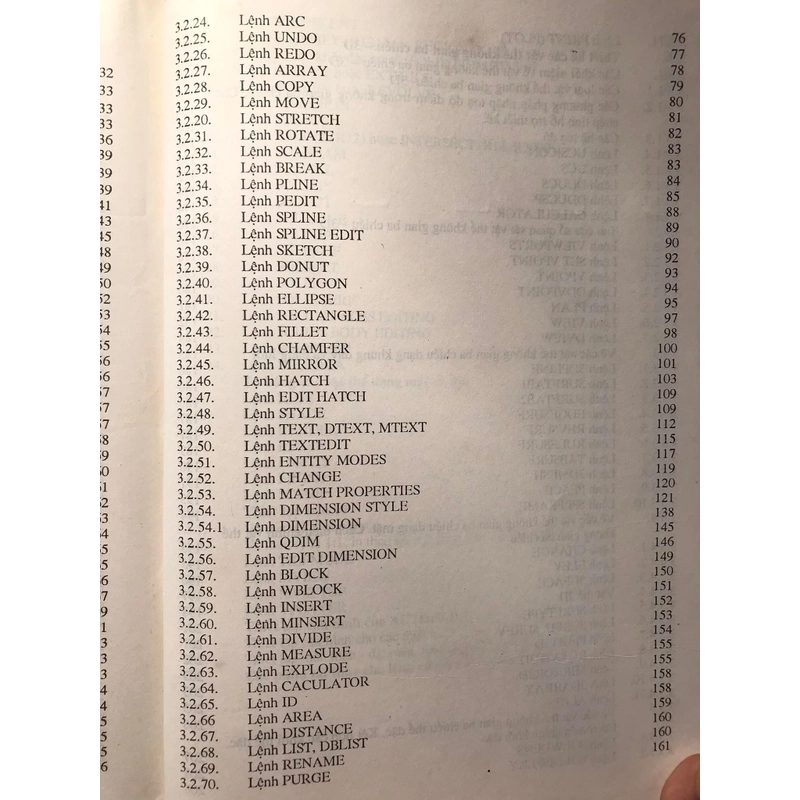 3.2.24. Lệnh ARC 76
3.2.25. Lệnh UNDO 77
3.2.26. Lệnh REDO 78
3.2.27. Lệnh ARRAY 79
3.2.28. Lệnh COPY 80
3.2.29. Lệnh MOVE 81
3.2.20. Lệnh STRETCH 82
3.2.31. Lệnh ROTATE 83
3.2.32. Lệnh SCALE 83
3.2.33. Lệnh BREAK 84
3.2.34. Lệnh PLINE 85
3.2.35. Lệnh PEDIT 88
3.2.36. Lệnh SPLINE 89
3.2.37. Lệnh SPLINE EDIT 90
3.2.38. Lệnh SKETCH 92
3.2.39. Lệnh DONUT 93
3.2.40. Lệnh POLYGON 94
3.2.41. Lệnh ELLIPSE 95
3.2.42. Lệnh RECTANGLE 97
3.2.43. Lệnh FILLET 98
3.2.44. Lệnh CHAMFER 100
3.2.45. Lệnh MIRROR 101
3.2.46. Lệnh HATCH 103
3.2.47. Lệnh EDIT HATCH 109
3.2.48. Lệnh STYLE 109
3.2.49. Lệnh TEXT, DTEXT, MTEXT 112
3.2.50. Lệnh TEXTEDIT 115
3.2.51. Lệnh ENTITY MODES 117
3.2.52. Lệnh CHANGE 119
3.2.53. Lệnh MATCH PROPERTIES 120
3.2.54. Lệnh DIMENSION STYLE 121
3.2.54.1 Lệnh DIMENSION 138
3.2.55. Lệnh QDIM 145
3.2.56. Lệnh EDIT DIMENSION 146
3.2.57. Lệnh BLOCK 149
3.2.58. Lệnh WBLOCK 150
3.2.59. Lệnh INSERT 151
3.2.60. Lệnh MINSERT 152
3.2.61. Lệnh DIVIDE 153
3.2.62. Lệnh MEASURE 154
3.2.63. Lệnh EXPLODE 155
3.2.64. Lệnh CACULATOR 155
3.2.65. Lệnh ID 158
3.2.66 Lệnh AREA 158
3.2.67. Lệnh DISTANCE 159
3.2.68. Lệnh LIST, DBLIST 160
3.2.69. Lệnh RENAME 160
3.2.70. Lệnh PURGE 161